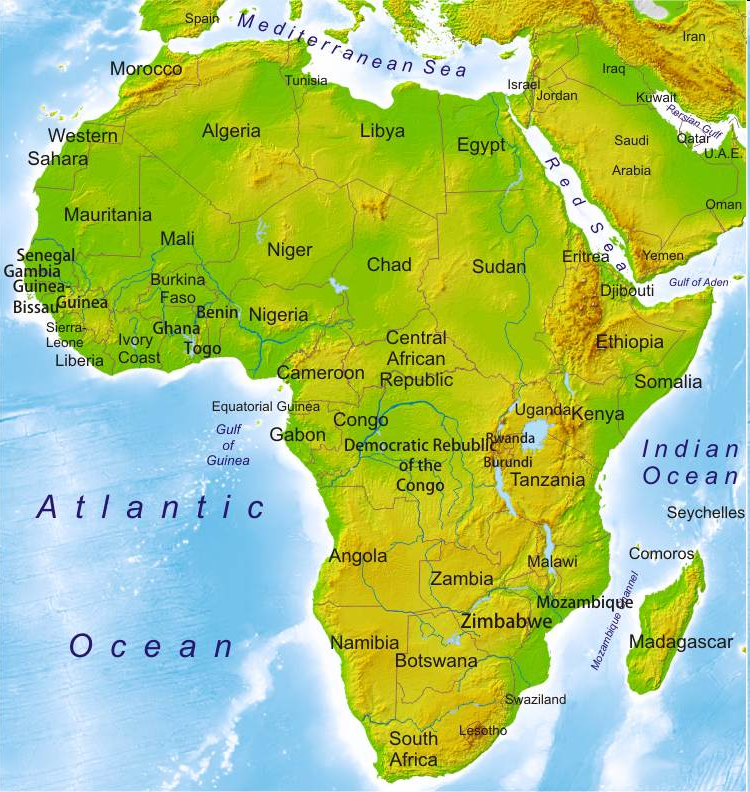 Spain
Mediterranean Sea
Iran
Morocco
Tunisia
Iraq
Israel
Jordan
Kuwait
Persian Gulf
Western
Sahara
Algeria
Libya
Egypt
Saudi
Arabia
Qatar
U.A.E.
Red Sea
Oman
Mauritania
Mali
Niger
Chad
Sudan
Eritrea
Yemen
Gulf of Aden
Djibouti
Senegal
Gambia
Guinea-
Bissau
Guinea
Burkina
Faso
Benin
Nigeria
Sierra-
Leone
Ghana
Togo
Ivory
Coast
Liberia
Central
African
Republic
Ethiopia
Somalia
Cameroon
Equatorial Guinea
Congo
Gabon
Uganda
Kenya
Gulf
of
Guinea
Democratic Republic
of the
Congo
Rwanda
Burundi
Tanzania
Indian
Ocean
Atlantic
Seychelles
Angola
Zambia
Malawi
Comoros
Mozambique
Mozambique Channel
Zimbabwe
Ocean
Namibia
Botswana
Madagascar
Swaziland
Lesotho
South
Africa